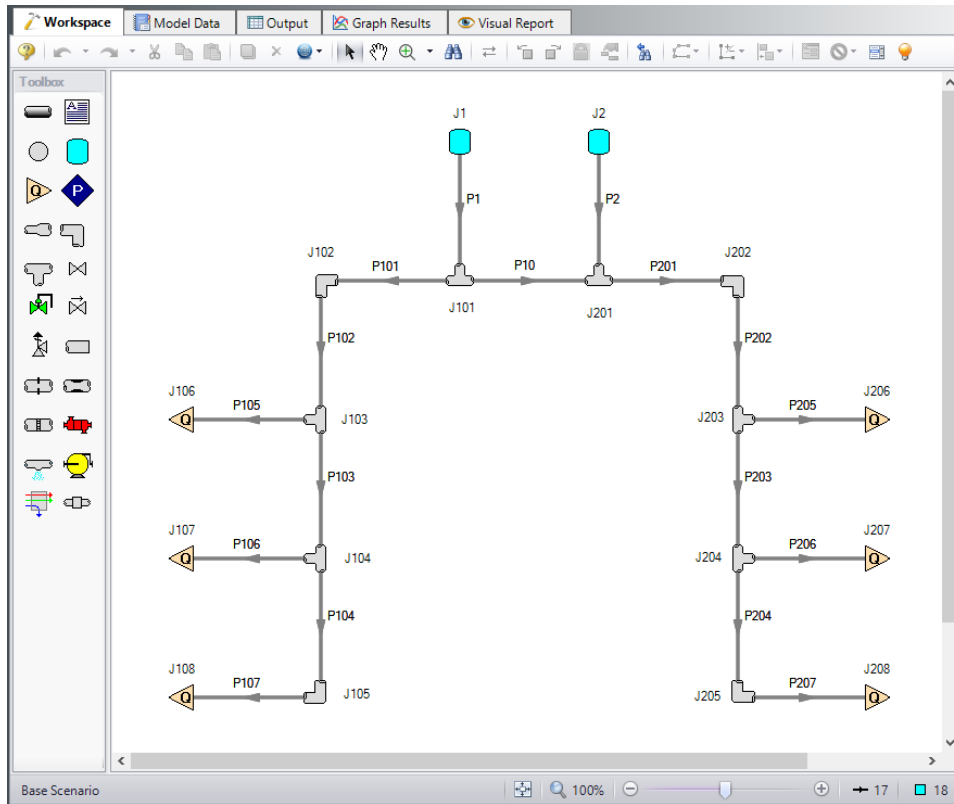 Workspace Model Data Output Graph Results Visual Report
Toolbox
A
J1 J2
Q P
P1 P2
J102 J202
P101 P10 P201
J101 J201
P102 P202
J106 J206
P105 P205
Q J103 J203 Q
P103 P203
J107 J207
P106 P206
Q J104 J204 Q
P104 P204
J108 J208
P107 P207
Q J105 J205 Q
Base Scenario 100% 17 18